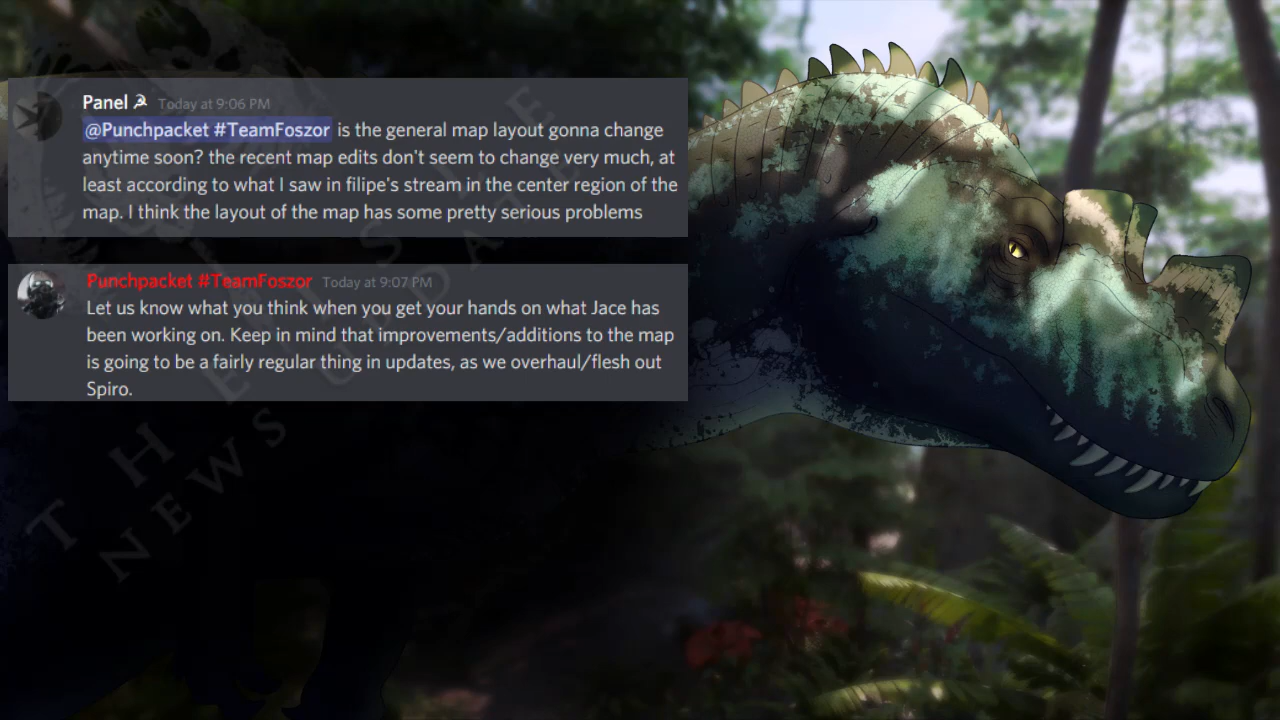 Panel ☭ Today at 9:06 PM
@Punchpacket #TeamFoszor is the general map layout gonna change
anytime soon? the recent map edits don't seem to change very much, at
least according to what I saw in filipe's stream in the center region of the
map. I think the layout of the map has some pretty serious problems
Punchpacket #TeamFoszor Today at 9:07 PM
Let us know what you think when you get your hands on what Jace has
been working on. Keep in mind that improvements/additions to the map
is going to be a fairly regular thing in updates, as we overhaul/flesh out
Spiro.
THE ISLE
NEWS UPDATE